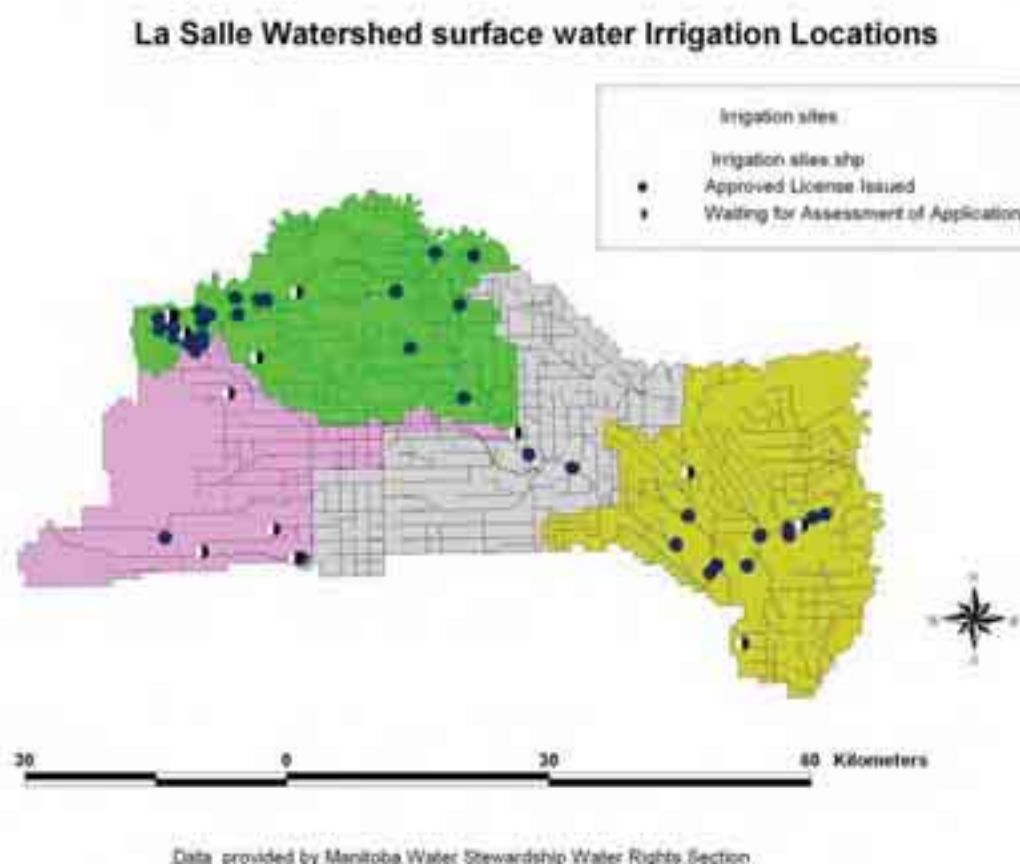 La Salle Watershed surface water Irrigation Locations
Irrigation sites
Irrigation sites.shp
Approved License Issued
Waiting for Assessment of Application
30 0 30 60 Kilometers
Data provided by Manitoba Water Stewardship Water Rights Section